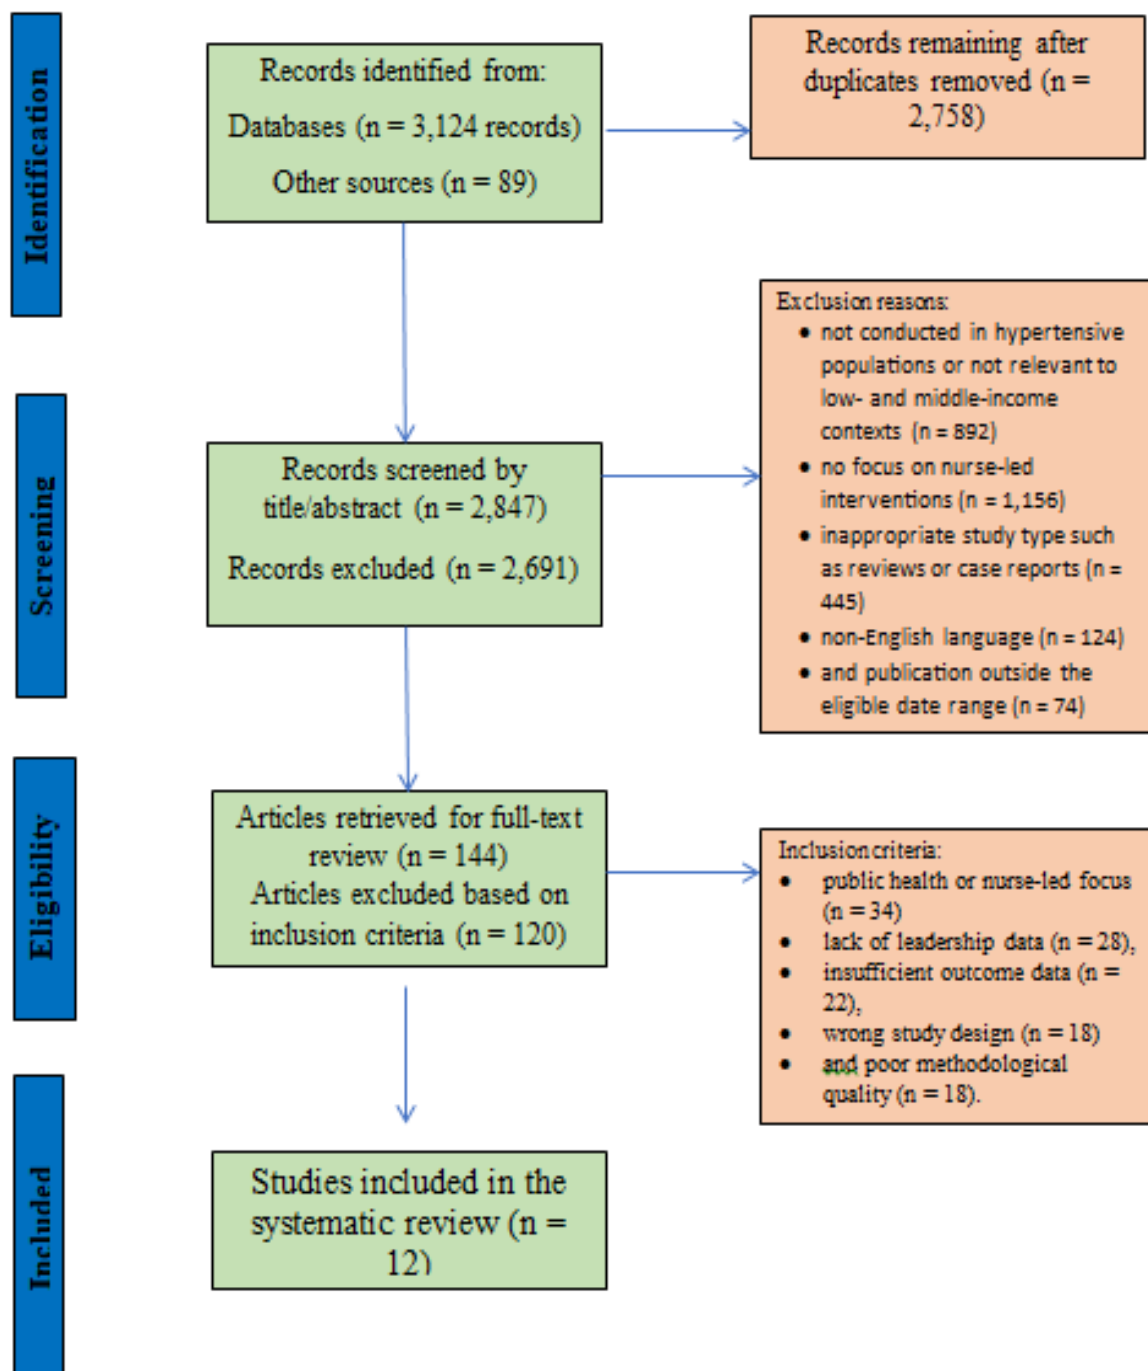 Identification
Records identified from:
Databases (n = 3,124 records)
Other sources (n = 89)
Records remaining after
duplicates removed (n =
2,758)
Screening
Records screened by
title/abstract (n = 2,847)
Records excluded (n = 2,691)
Exclusion reasons:
• not conducted in hypertensive
populations or not relevant to
low- and middle-income
contexts (n = 892)
• no focus on nurse-led
interventions (n = 1,156)
• inappropriate study type such
as reviews or case reports (n =
445)
• non-English language (n = 124)
• and publication outside the
eligible date range (n = 74)
Eligibility
Articles retrieved for full-text
review (n = 144)
Articles excluded based on
inclusion criteria (n = 120)
Inclusion criteria:
• public health or nurse-led focus
(n = 34)
• lack of leadership data (n = 28),
• insufficient outcome data (n =
22),
• wrong study design (n = 18)
• and poor methodological
quality (n = 18).
Included
Studies included in the
systematic review (n =
12)